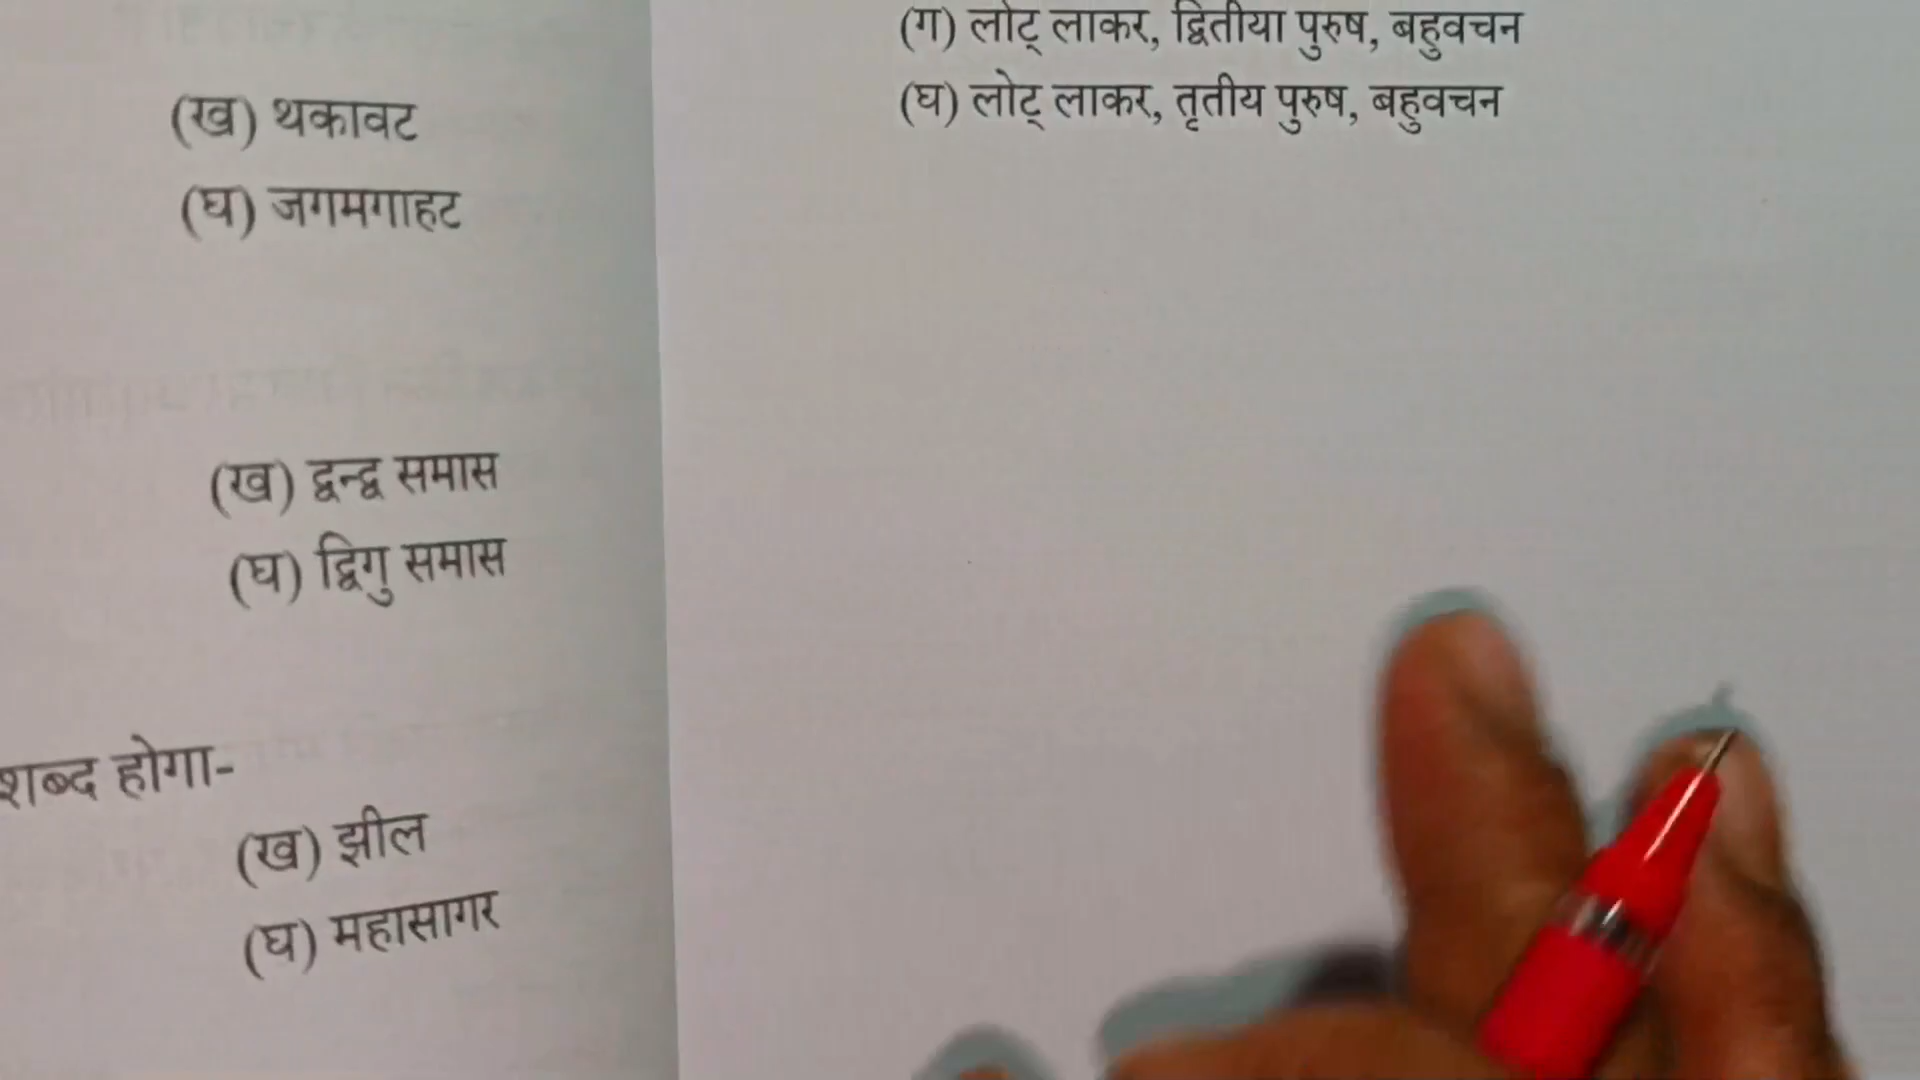 (ख) थकावट
(घ) जगमगाहट
(ख) द्वन्द्व समास
(घ) द्विगु समास
शब्द होगा-
(ख) झील
(घ) महासागर
(ग) लोट् लाकर, द्वितीया पुरुष, बहुवचन
(घ) लोट् लाकर, तृतीय पुरुष, बहुवचन